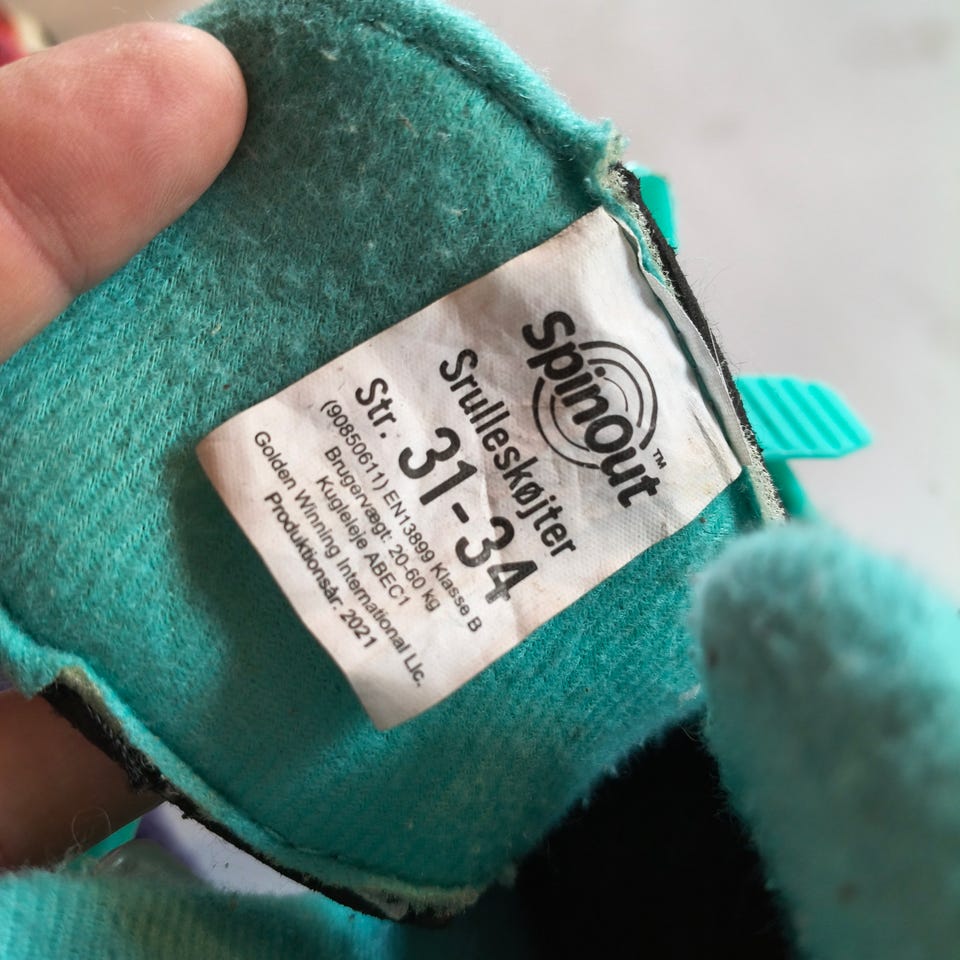 spinout™
Srulleskøjter
Str. 31-34
(90850611) EN13899 Klasse B
Brugervægt: 20-60 kg
Kugleleje ABEC1
Golden Winning International Llc.
Produktionsår. 2021